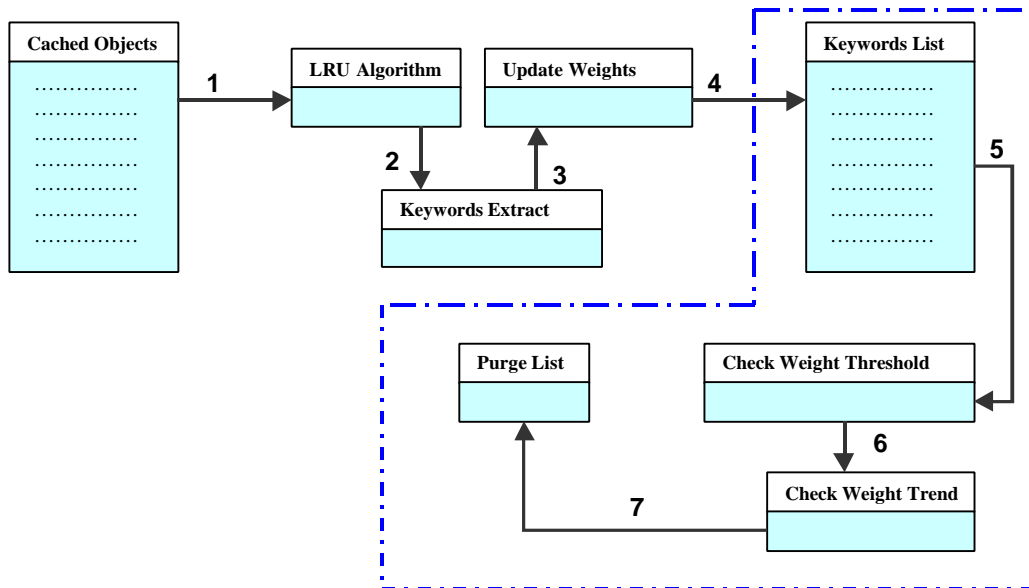 Cached Objects
...............
...............
...............
...............
...............
...............
...............
1
LRU Algorithm
2
Keywords Extract
3
Update Weights
4
Keywords List
...............
...............
...............
...............
...............
...............
...............
5
Check Weight Threshold
6
Check Weight Trend
7
Purge List